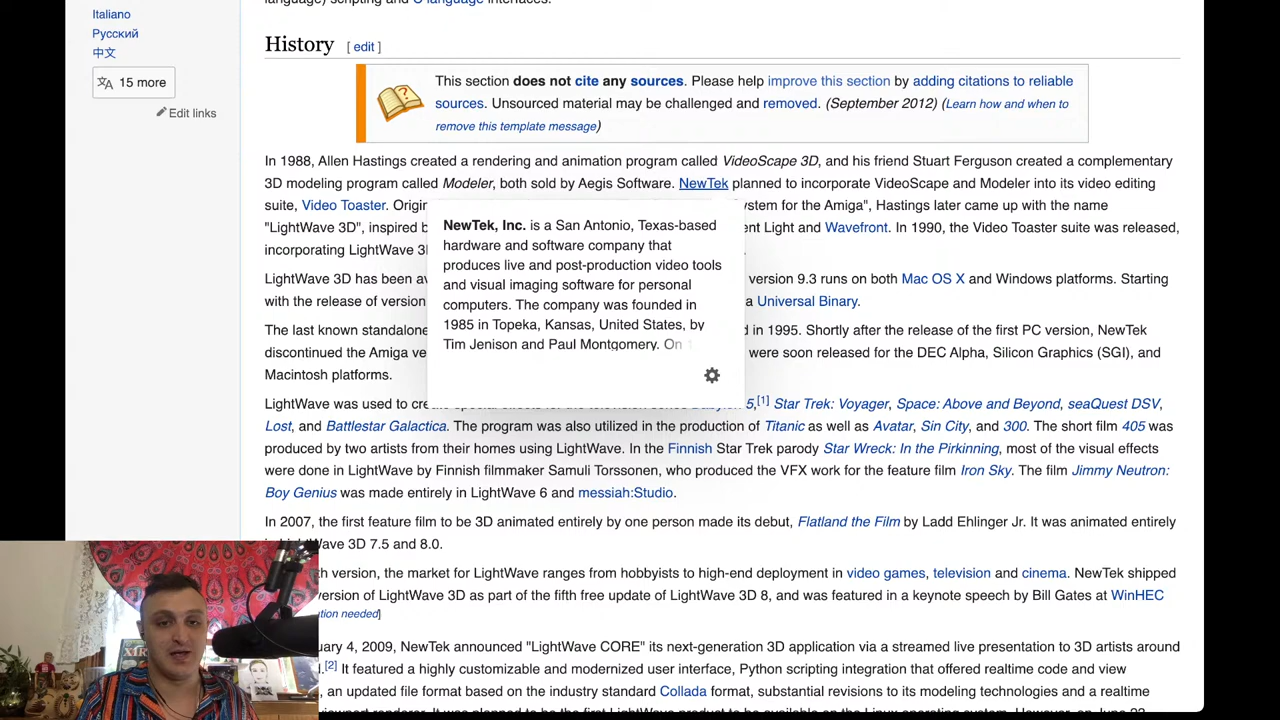 language) scripting and C language interfaces.
Italiano
Русский
中文
15 more
Edit links
History [ edit ]
This section does not cite any sources. Please help improve this section by adding citations to reliable
sources. Unsourced material may be challenged and removed. (September 2012) (Learn how and when to
remove this template message)
In 1988, Allen Hastings created a rendering and animation program called VideoScape 3D, and his friend Stuart Ferguson created a complementary
3D modeling program called Modeler, both sold by Aegis Software. NewTek planned to incorporate VideoScape and Modeler into its video editing
suite, Video Toaster. Origin ystem for the Amiga", Hastings later came up with the name
"LightWave 3D", inspired b nt Light and Wavefront. In 1990, the Video Toaster suite was released,
incorporating LightWave 3
NewTek, Inc. is a San Antonio, Texas-based
hardware and software company that
produces live and post-production video tools
and visual imaging software for personal
computers. The company was founded in
1985 in Topeka, Kansas, United States, by
Tim Jenison and Paul Montgomery. On
LightWave 3D has been av version 9.3 runs on both Mac OS X and Windows platforms. Starting
with the release of version a Universal Binary.
The last known standalone d in 1995. Shortly after the release of the first PC version, NewTek
discontinued the Amiga ve were soon released for the DEC Alpha, Silicon Graphics (SGI), and
Macintosh platforms.
LightWave was used to create special effects for the television series Babylon 5,[1] Star Trek: Voyager, Space: Above and Beyond, seaQuest DSV,
Lost, and Battlestar Galactica. The program was also utilized in the production of Titanic as well as Avatar, Sin City, and 300. The short film 405 was
produced by two artists from their homes using LightWave. In the Finnish Star Trek parody Star Wreck: In the Pirkinning, most of the visual effects
were done in LightWave by Finnish filmmaker Samuli Torssonen, who produced the VFX work for the feature film Iron Sky. The film Jimmy Neutron:
Boy Genius was made entirely in LightWave 6 and messiah:Studio.
In 2007, the first feature film to be 3D animated entirely by one person made its debut, Flatland the Film by Ladd Ehlinger Jr. It was animated entirely
in LightWave 3D 7.5 and 8.0.
h version, the market for LightWave ranges from hobbyists to high-end deployment in video games, television and cinema. NewTek shipped
version of LightWave 3D as part of the fifth free update of LightWave 3D 8, and was featured in a keynote speech by Bill Gates at WinHEC
tion needed]
uary 4, 2009, NewTek announced "LightWave CORE" its next-generation 3D application via a streamed live presentation to 3D artists around
[2] It featured a highly customizable and modernized user interface, Python scripting integration that offered realtime code and view
, an updated file format based on the industry standard Collada format, substantial revisions to its modeling technologies and a realtime